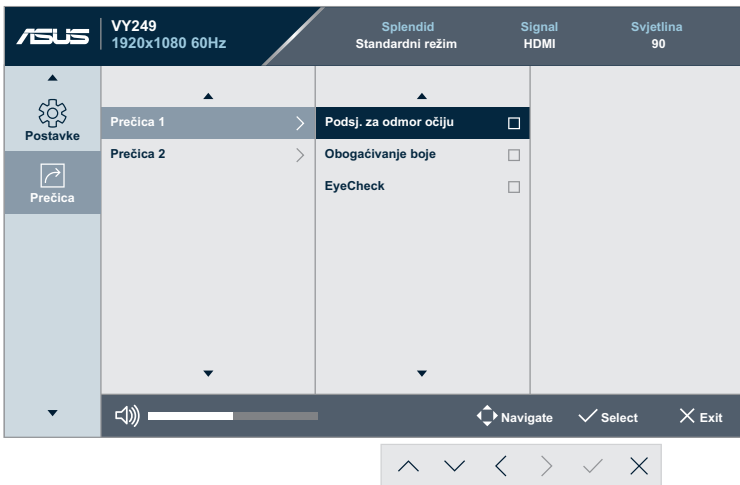 ASUS
VY249
1920x1080 60Hz
Splendid
Standardni režim
Signal
HDMI
Svjetlina
90
Postavke
Prečica
Prečica 1
Prečica 2
Podsj. za odmor očiju
Obogaćivanje boje
EyeCheck
Navigate
Select
Exit